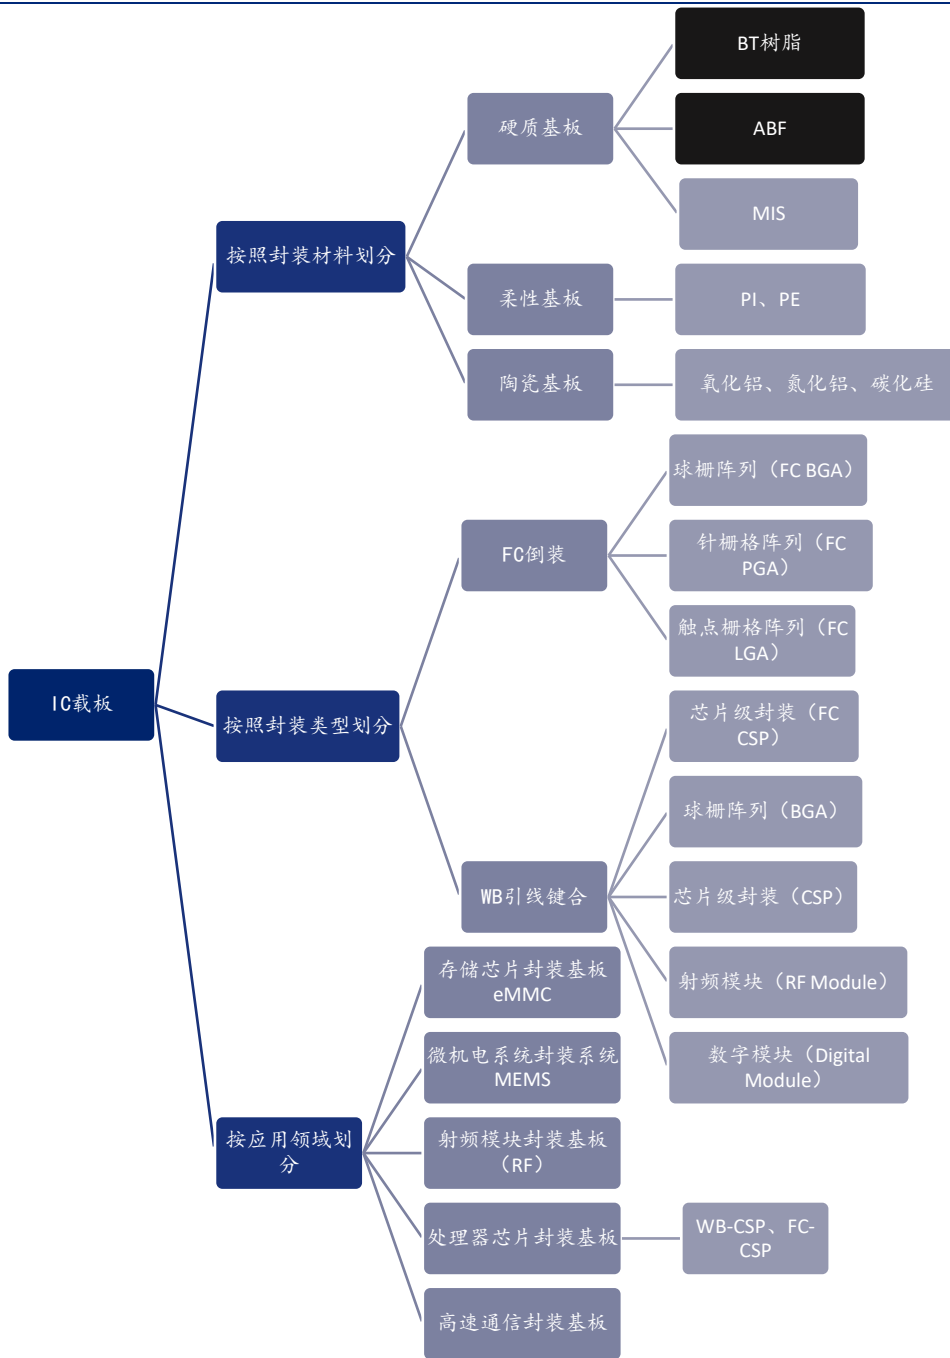 BT树脂
硬质基板
ABF
MIS
按照封装材料划分
柔性基板
PI、PE
陶瓷基板
氧化铝、氮化铝、碳化硅
球栅阵列（FC BGA）
FC倒装
针栅格阵列（FC
PGA）
触点栅格阵列（FC
LGA）
IC载板
按照封装类型划分
芯片级封装（FC
CSP）
球栅阵列（BGA）
WB引线键合
芯片级封装（CSP）
射频模块（RF Module）
数字模块（Digital
Module）
存储芯片封装基板
eMMC
微机电系统封装系统
MEMS
按应用领域划
分
射频模块封装基板
（RF）
处理器芯片封装基板
WB-CSP、FC-
CSP
高速通信封装基板